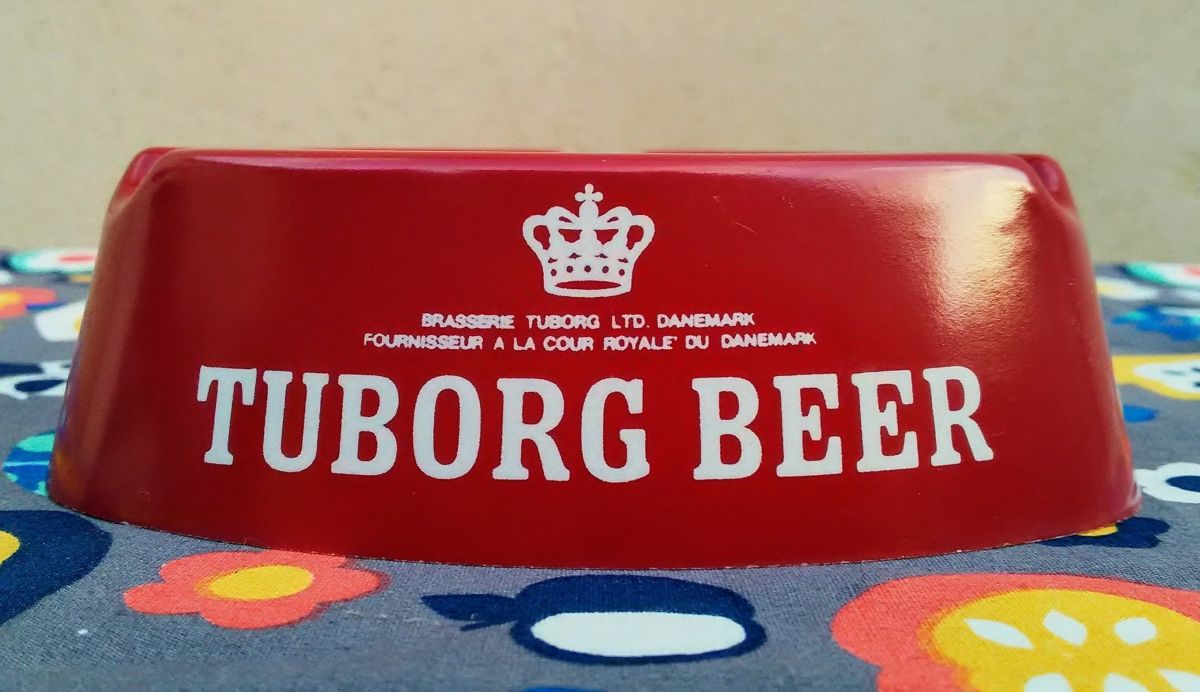 BRASSERIE TUBORG LTD. DANEMARK
FOURNISSEUR A LA COUR ROYALE' DU DANEMARK
TUBORG BEER